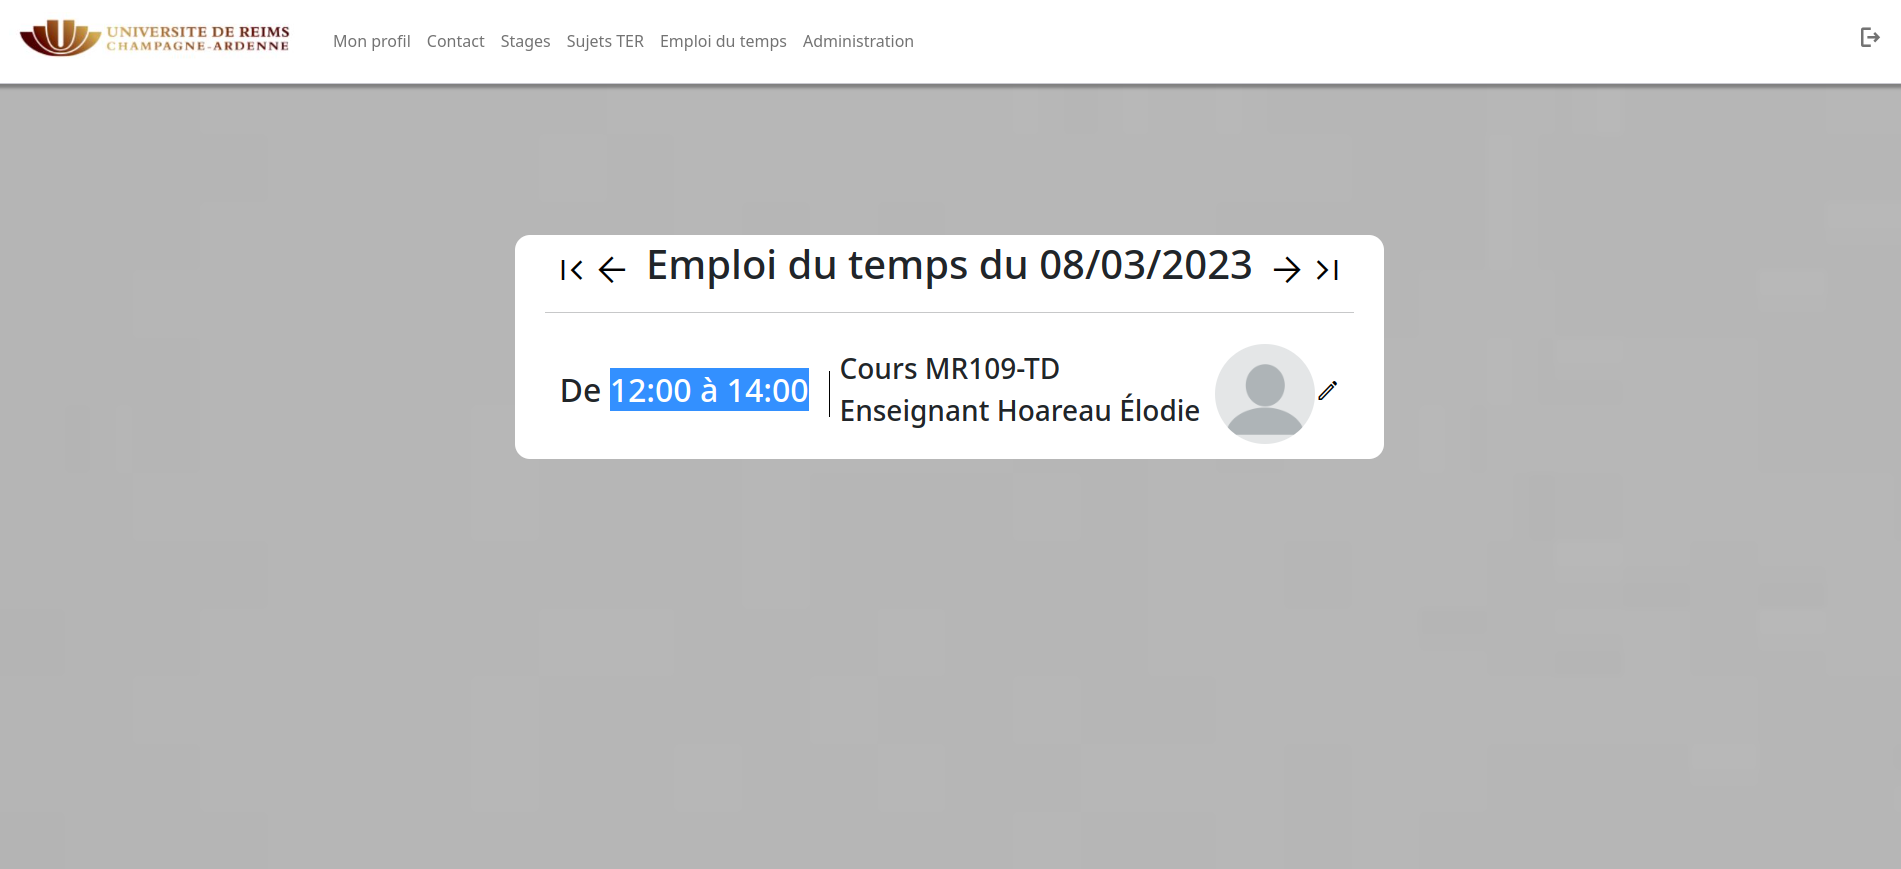 UNIVERSITE DE REIMS
CHAMPAGNE-ARDENNE
Mon profil Contact Stages Sujets TER Emploi du temps Administration
Emploi du temps du 08/03/2023
De 12:00 à 14:00
Cours MR109-TD
Enseignant Hoareau Élodie